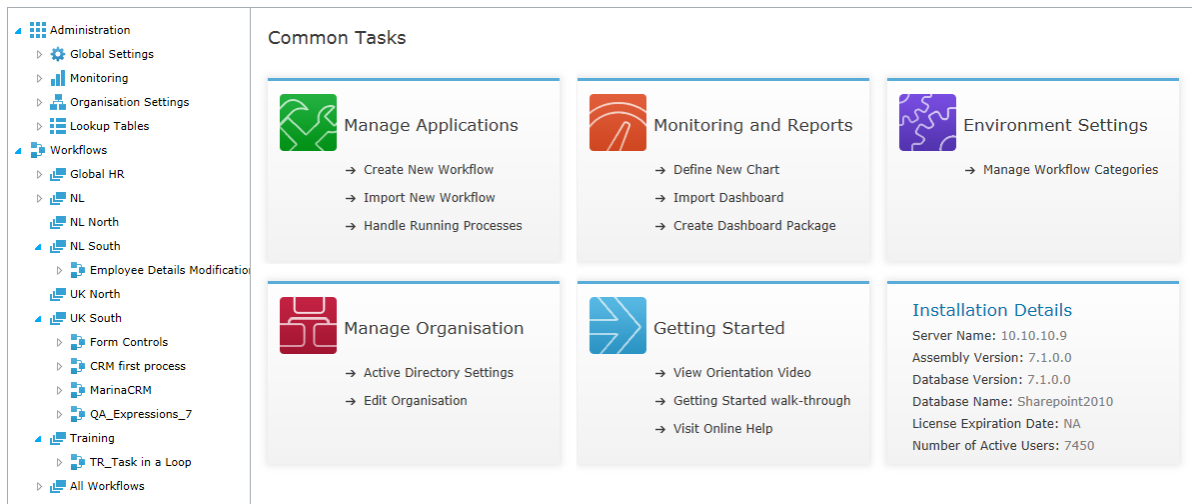 Administration
Global Settings
Monitoring
Organisation Settings
Lookup Tables
Workflows
Global HR
NL
NL North
NL South
Employee Details Modification
UK North
UK South
Form Controls
CRM first process
MarinaCRM
QA_Expressions_7
Training
TR_Task in a Loop
All Workflows
Common Tasks
Manage Applications
→ Create New Workflow
→ Import New Workflow
→ Handle Running Processes
Monitoring and Reports
→ Define New Chart
→ Import Dashboard
→ Create Dashboard Package
Environment Settings
→ Manage Workflow Categories
Manage Organisation
→ Active Directory Settings
→ Edit Organisation
Getting Started
→ View Orientation Video
→ Getting Started walk-through
→ Visit Online Help
Installation Details
Server Name: 10.10.10.9
Assembly Version: 7.1.0.0
Database Version: 7.1.0.0
Database Name: Sharepoint2010
License Expiration Date: NA
Number of Active Users: 7450